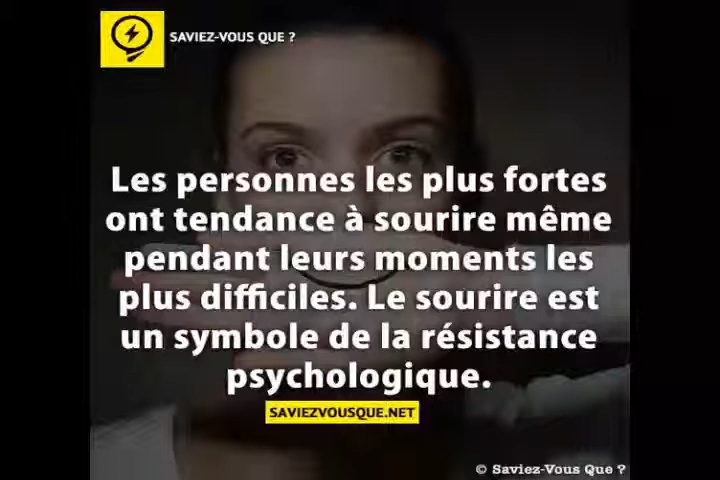 SAVIEZ-VOUS QUE ?
Les personnes les plus fortes
ont tendance à sourire même
pendant leurs moments les
plus difficiles. Le sourire est
un symbole de la résistance
psychologique.
SAVIEZVOUSQUE.NET
© Saviez-Vous Que ?